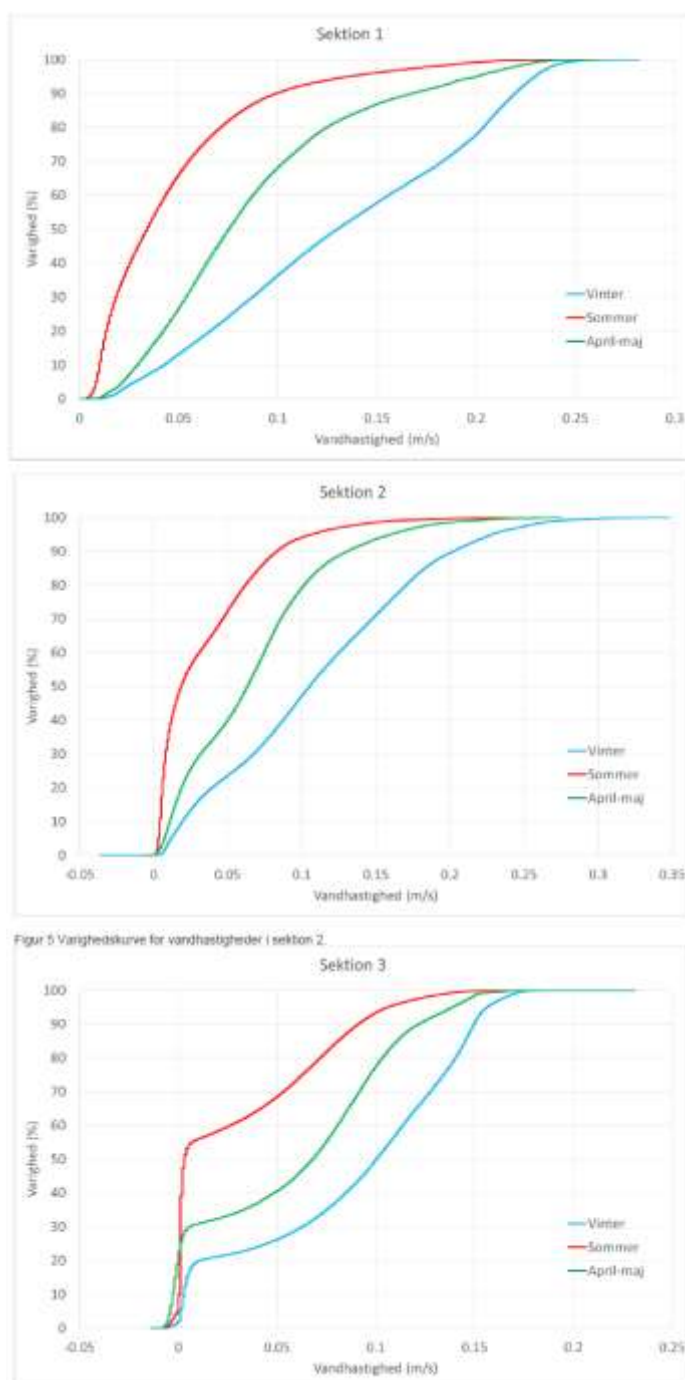 Sektion 1
100
90
80
70
60
50
40
30
20
10
0
Varighed (%)
Vinter
Sommer
April-maj
0 0.05 0.1 0.15 0.2 0.25 0.3
Vandhastighed (m/s)
Sektion 2
100
90
80
70
60
50
40
30
20
10
0
Varighed (%)
Vinter
Sommer
April-maj
-0.05 0 0.05 0.1 0.15 0.2 0.25 0.3 0.35
Vandhastighed (m/s)
Figur 5 Varighedskurve for vandhastigheder i sektion 2.
Sektion 3
100
90
80
70
60
50
40
30
20
10
0
Varighed (%)
Vinter
Sommer
April-maj
-0.05 0 0.05 0.1 0.15 0.2 0.25
Vandhastighed (m/s)